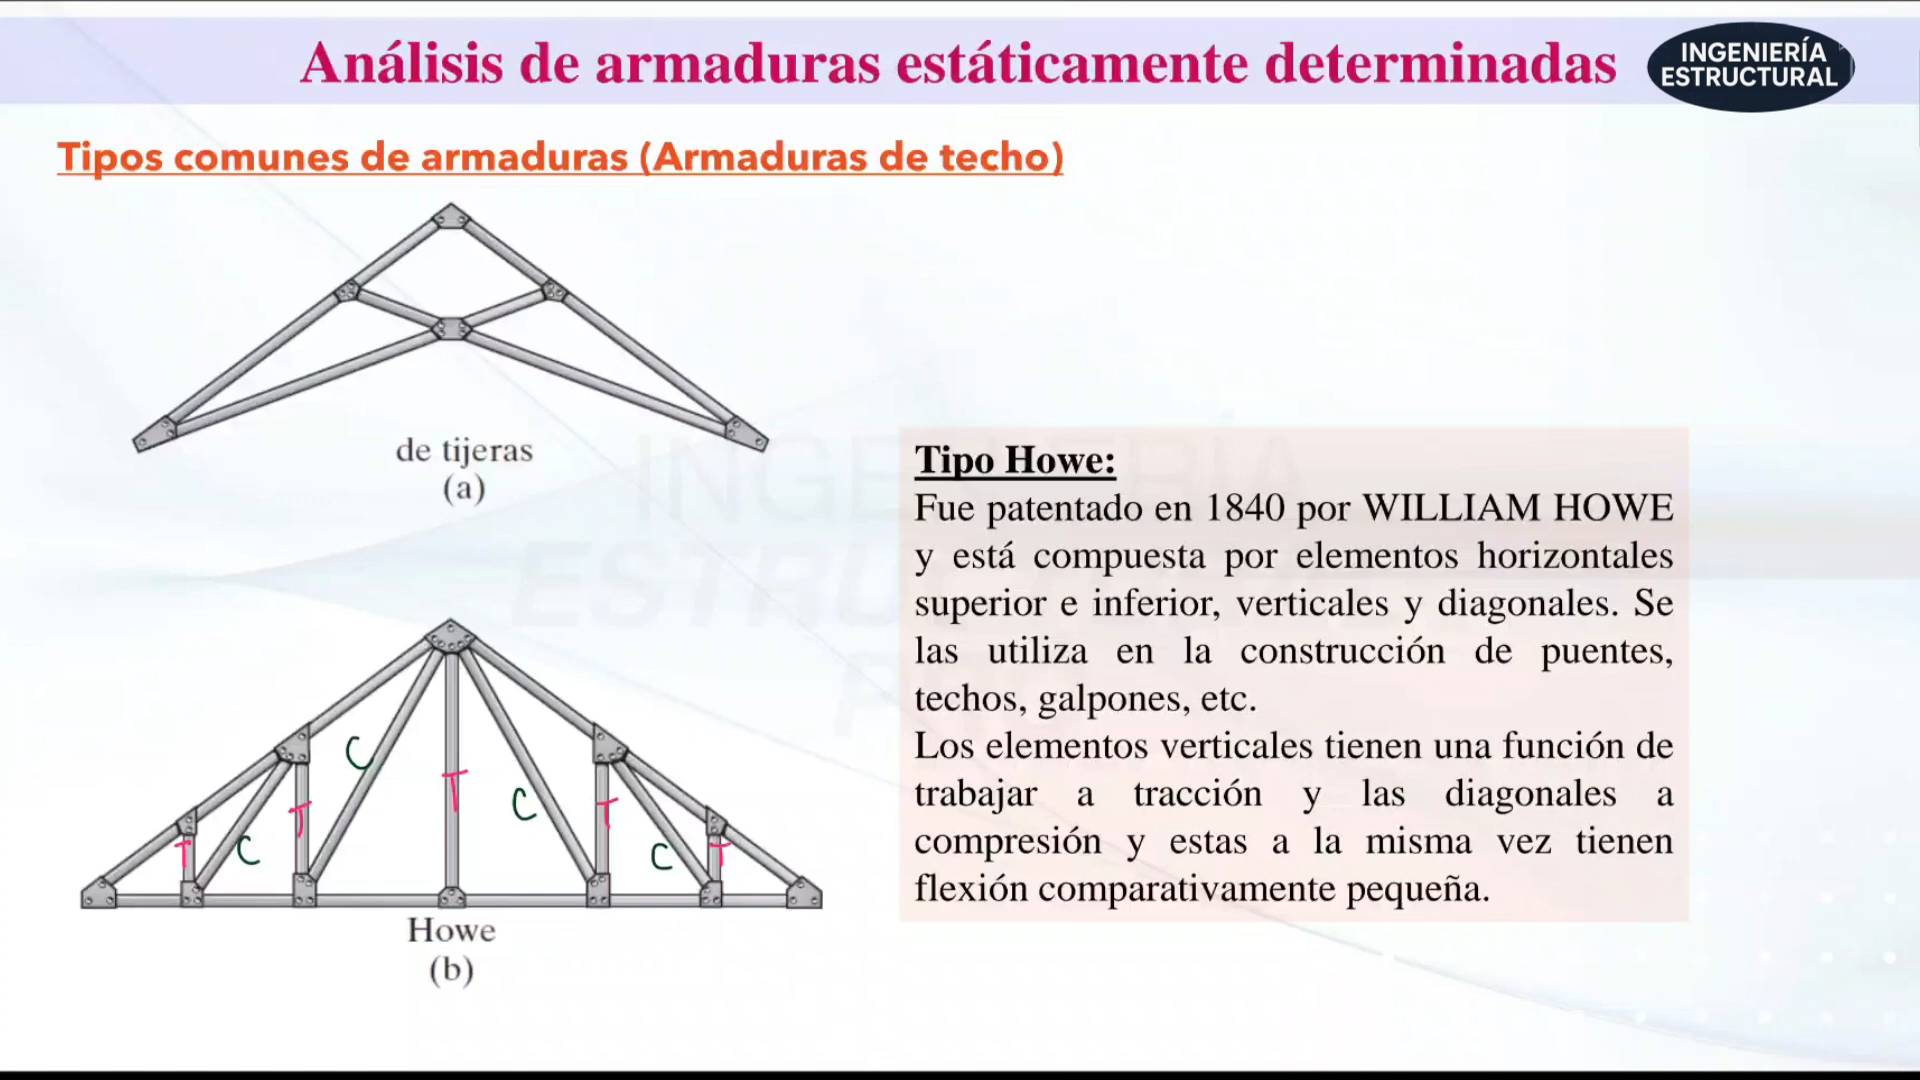 Análisis de armaduras estáticamente determinadas
INGENIERÍA
ESTRUCTURAL
Tipos comunes de armaduras (Armaduras de techo)
de tijeras
(a)
Tipo Howe:
Fue patentado en 1840 por WILLIAM HOWE
y está compuesta por elementos horizontales
superior e inferior, verticales y diagonales. Se
las utiliza en la construcción de puentes,
techos, galpones, etc.
Los elementos verticales tienen una función de
trabajar a tracción y las diagonales a
compresión y estas a la misma vez tienen
flexión comparativamente pequeña.
C
T
C
T
T
T
C
C
T
Howe
(b)